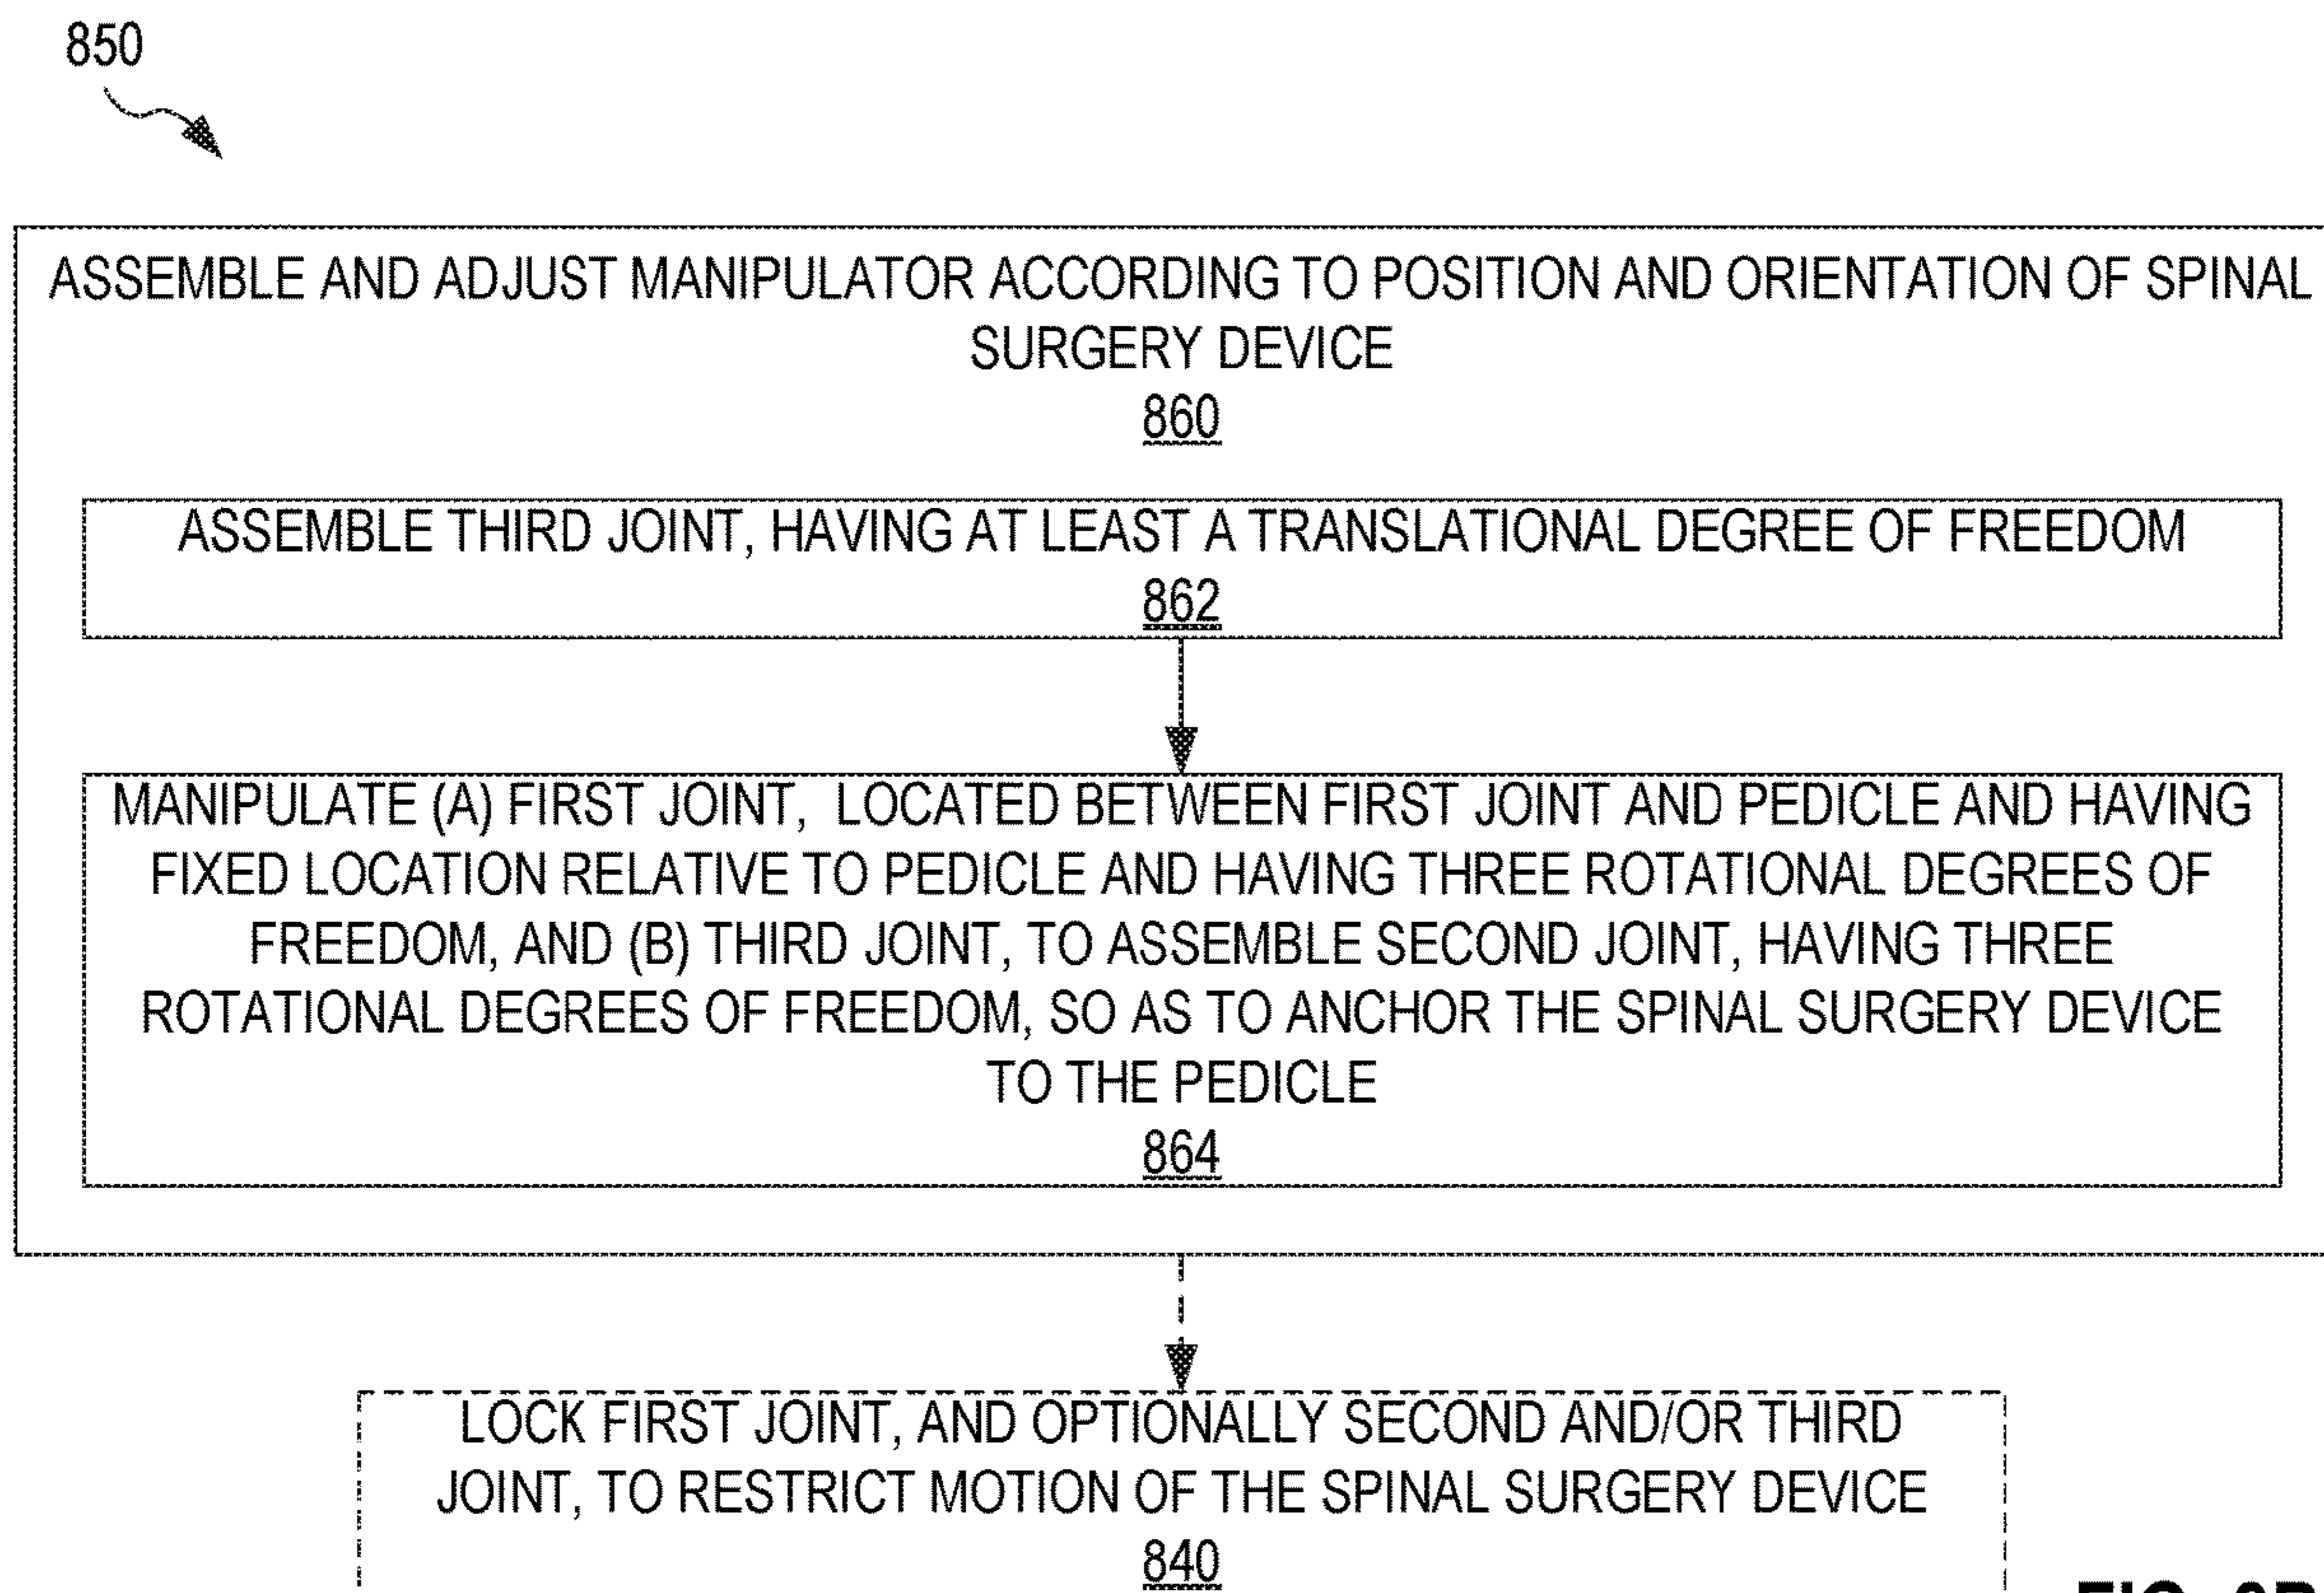 850
ASSEMBLE AND ADJUST MANIPULATOR ACCORDING TO POSITION AND ORIENTATION OF SPINAL
SURGERY DEVICE
860
ASSEMBLE THIRD JOINT, HAVING AT LEAST A TRANSLATIONAL DEGREE OF FREEDOM
862
MANIPULATE (A) FIRST JOINT, LOCATED BETWEEN FIRST JOINT AND PEDICLE AND HAVING
FIXED LOCATION RELATIVE TO PEDICLE AND HAVING THREE ROTATIONAL DEGREES OF
FREEDOM, AND (B) THIRD JOINT, TO ASSEMBLE SECOND JOINT, HAVING THREE
ROTATIONAL DEGREES OF FREEDOM, SO AS TO ANCHOR THE SPINAL SURGERY DEVICE
TO THE PEDICLE
864
LOCK FIRST JOINT, AND OPTIONALLY SECOND AND/OR THIRD
JOINT, TO RESTRICT MOTION OF THE SPINAL SURGERY DEVICE
840